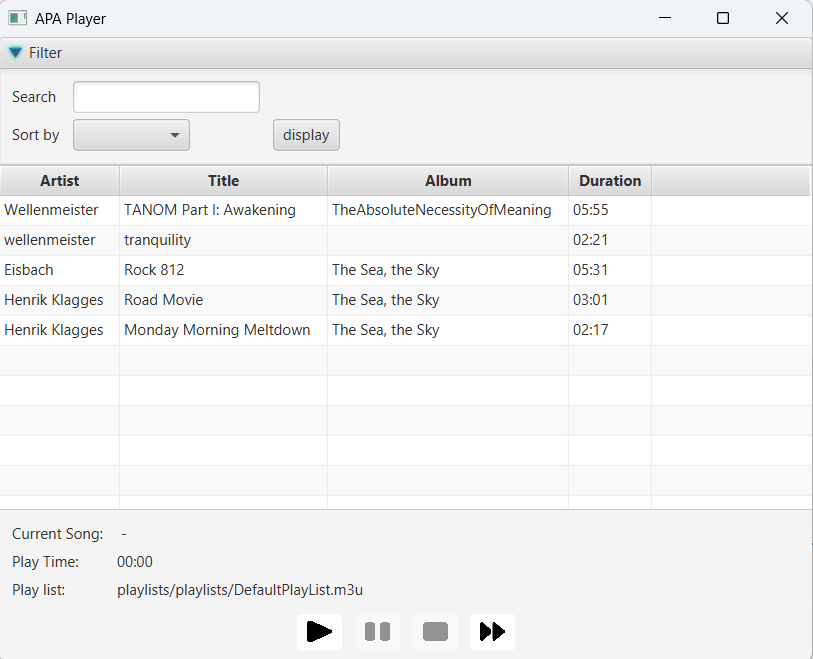 APA Player
Filter
Search
Sort by display
Artist Title Album Duration
Wellenmeister TANOM Part I: Awakening TheAbsoluteNecessityOfMeaning 05:55
wellenmeister tranquility 02:21
Eisbach Rock 812 The Sea, the Sky 05:31
Henrik Klagges Road Movie The Sea, the Sky 03:01
Henrik Klagges Monday Morning Meltdown The Sea, the Sky 02:17
Current Song: -
Play Time: 00:00
Play list: playlists/playlists/DefaultPlayList.m3u